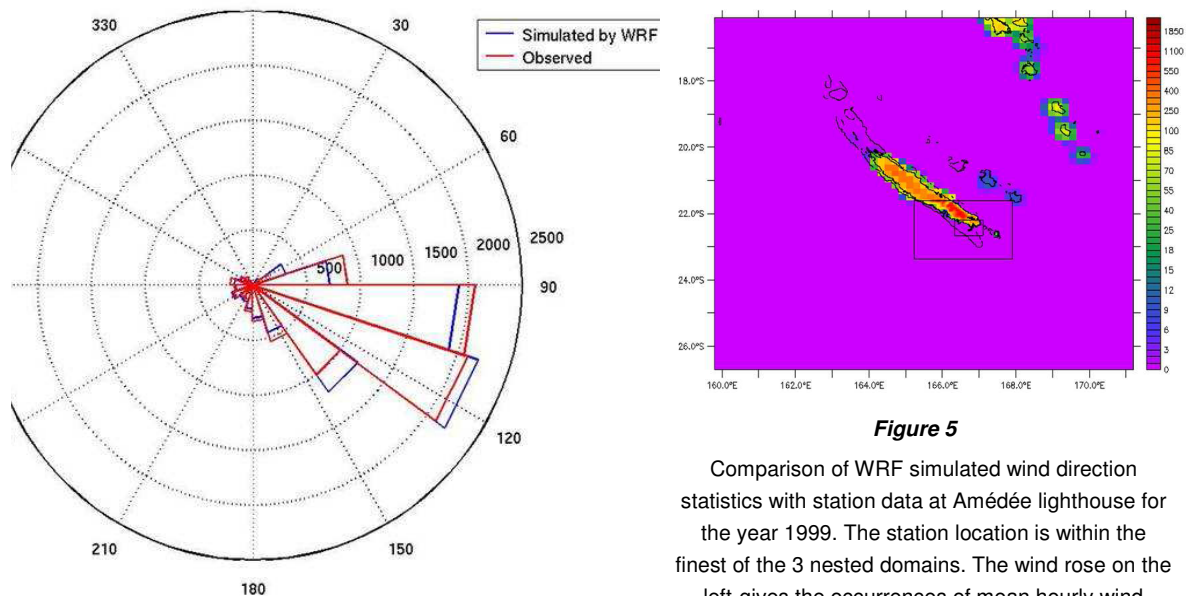 330
30
Simulated by WRF
Observed
60
500
1000
1500
2000
2500
90
120
150
180
210
18.0°S
20.0°S
22.0°S
24.0°S
26.0°S
160.0°E
162.0°E
164.0°E
166.0°E
168.0°E
170.0°E
1850
1100
550
400
250
100
85
70
55
40
25
18
15
12
9
6
3
0
Figure 5
Comparison of WRF simulated wind direction
statistics with station data at Amédée lighthouse for
the year 1999. The station location is within the
finest of the 3 nested domains. The wind rose on the
left gives the occurrences of mean hourly wind